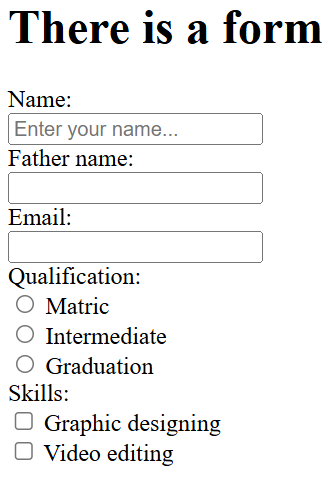 There is a form
Name:
Enter your name...
Father name:
Email:
Qualification:
Matric
Intermediate
Graduation
Skills:
Graphic designing
Video editing